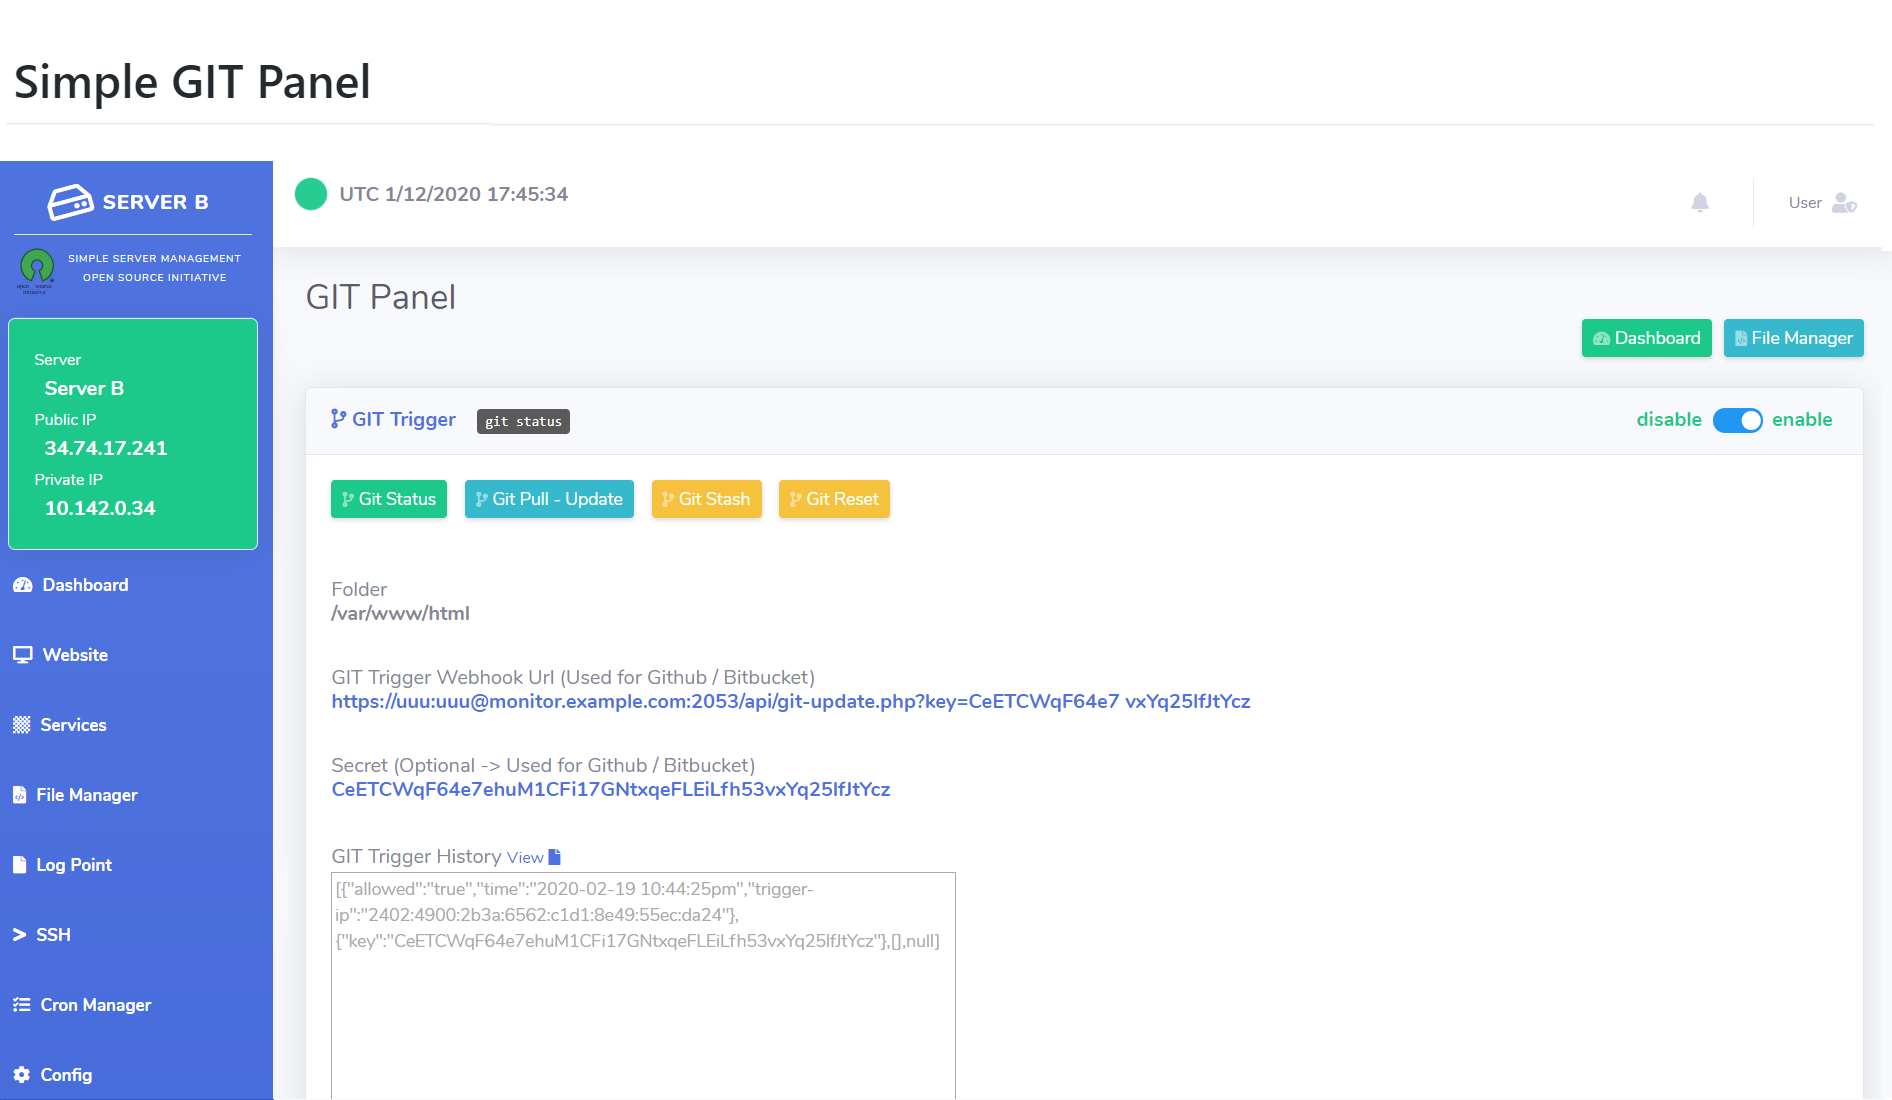 Simple GIT Panel
SERVER B
SIMPLE SERVER MANAGEMENT
OPEN SOURCE INITIATIVE
open source
initiative
Server
Server B
Public IP
34.74.17.241
Private IP
10.142.0.34
Dashboard
Website
Services
File Manager
Log Point
SSH
Cron Manager
Config
UTC 1/12/2020 17:45:34
User
GIT Panel
Dashboard
File Manager
GIT Trigger git status
disable enable
Git Status
Git Pull - Update
Git Stash
Git Reset
Folder
/var/www/html
GIT Trigger Webhook Url (Used for Github / Bitbucket)
https://uuu:uuu@monitor.example.com:2053/api/git-update.php?key=CeETCWqF64e7 vxYq25lfJtYcz
Secret (Optional -> Used for Github / Bitbucket)
CeETCWqF64e7ehuM1CFi17GNtxqeFLEiLfh53vxYq25lfJtYcz
GIT Trigger History View
[{"allowed":"true","time":"2020-02-19 10:44:25pm","trigger-
ip":"2402:4900:2b3a:6562:c1d1:8e49:55ec:da24"},
{"key":"CeETCWqF64e7ehuM1CFi17GNtxqeFLEiLfh53vxYq25lfJtYcz"},[],null]